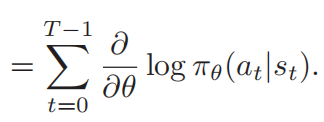 = \sum_{t=0}^{T-1} \frac{\partial}{\partial\theta} \log \pi_\theta(a_t|s_t).